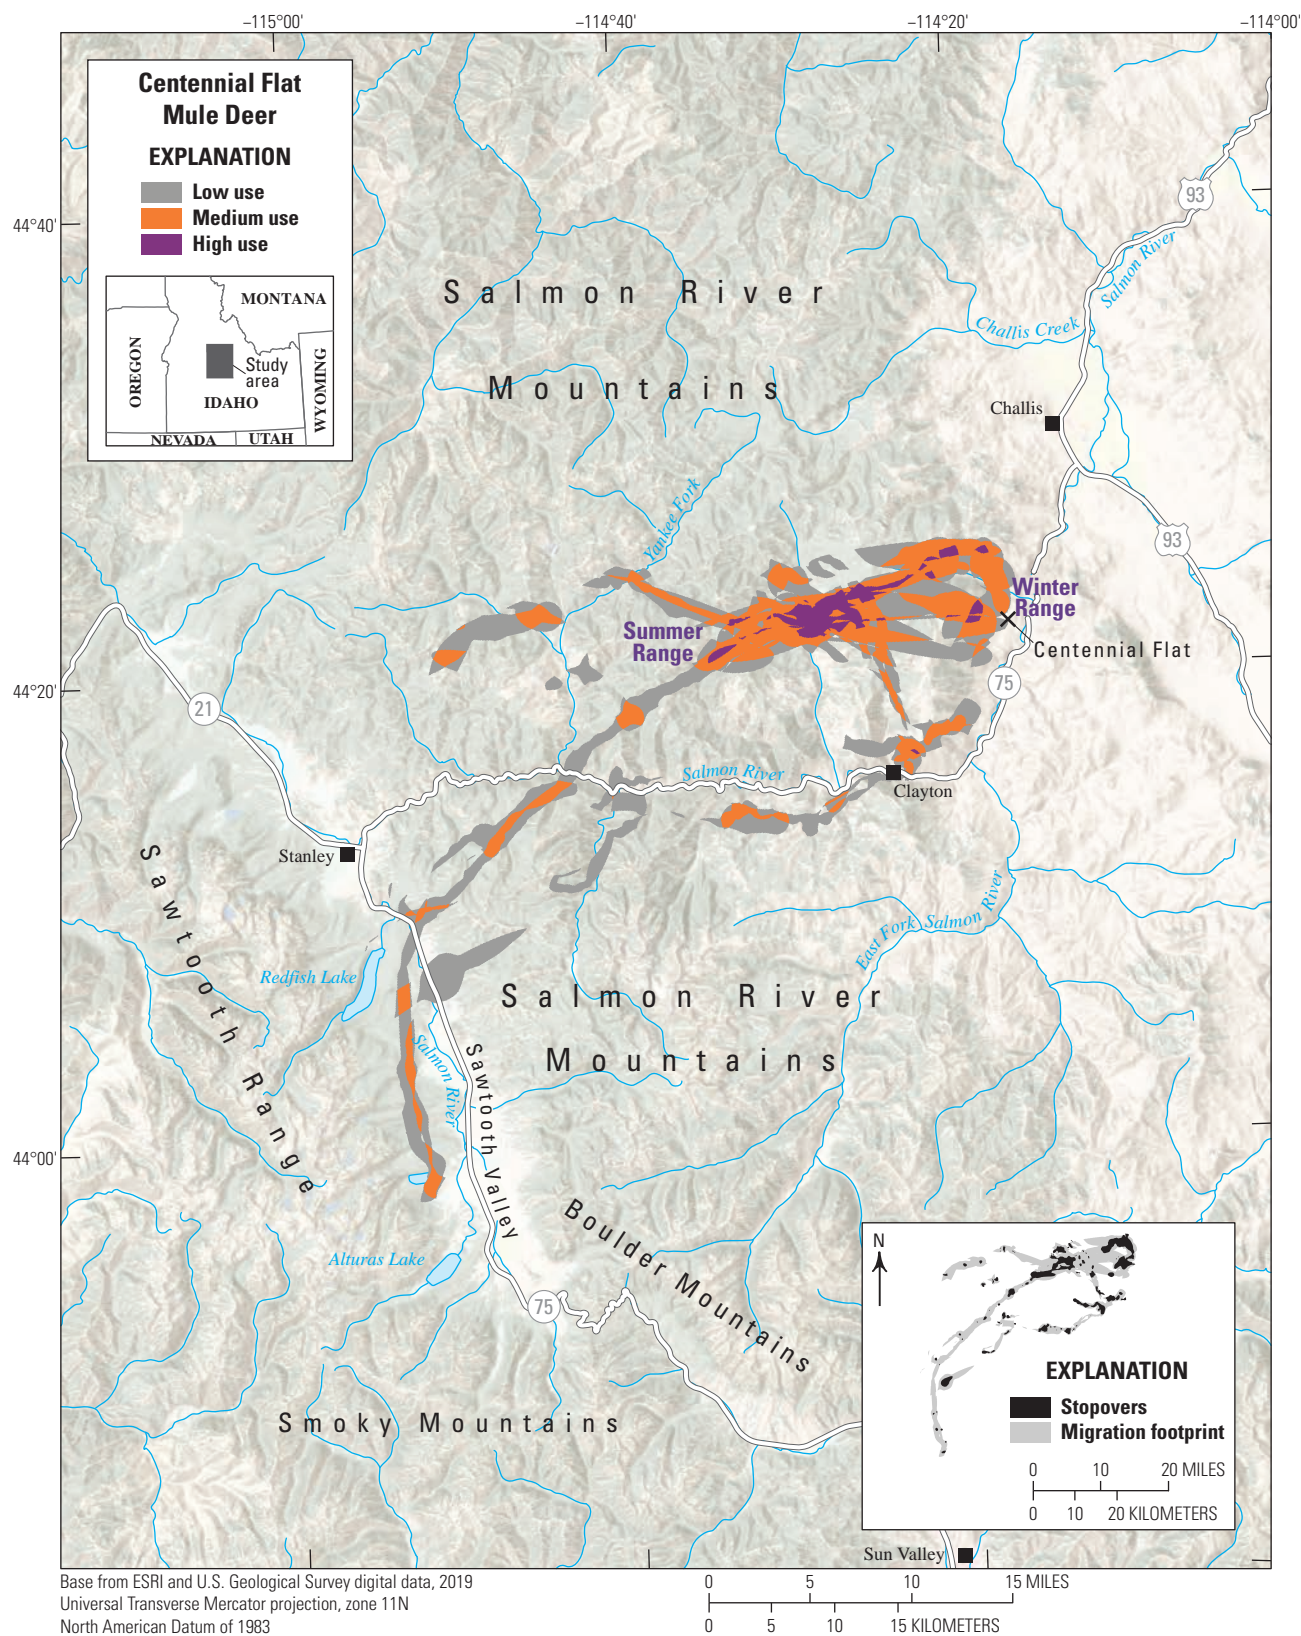 −115°00'
−114°40'
−114°20'
−114°00'
Centennial Flat
Mule Deer
EXPLANATION
Low use
Medium use
High use
MONTANA
OREGON
Study
area
IDAHO
WYOMING
NEVADA
UTAH
44°40'
44°20'
44°00'
93
Salmon River
Salmon River
Mountains
Challis Creek
Challis
Yankee Fork
93
Winter
Range
Summer
Range
Centennial Flat
75
21
Salmon River
Clayton
Stanley
Sawtooth Range
East Fork Salmon River
Redfish Lake
Salmon River
Mountains
Salmon River
Sawtooth Valley
Boulder Mountains
Alturas Lake
75
Smoky Mountains
N
EXPLANATION
Stopovers
Migration footprint
0 10 20 MILES
0 10 20 KILOMETERS
Sun Valley
Base from ESRI and U.S. Geological Survey digital data, 2019
Universal Transverse Mercator projection, zone 11N
North American Datum of 1983
0 5 10 15 MILES
0 5 10 15 KILOMETERS